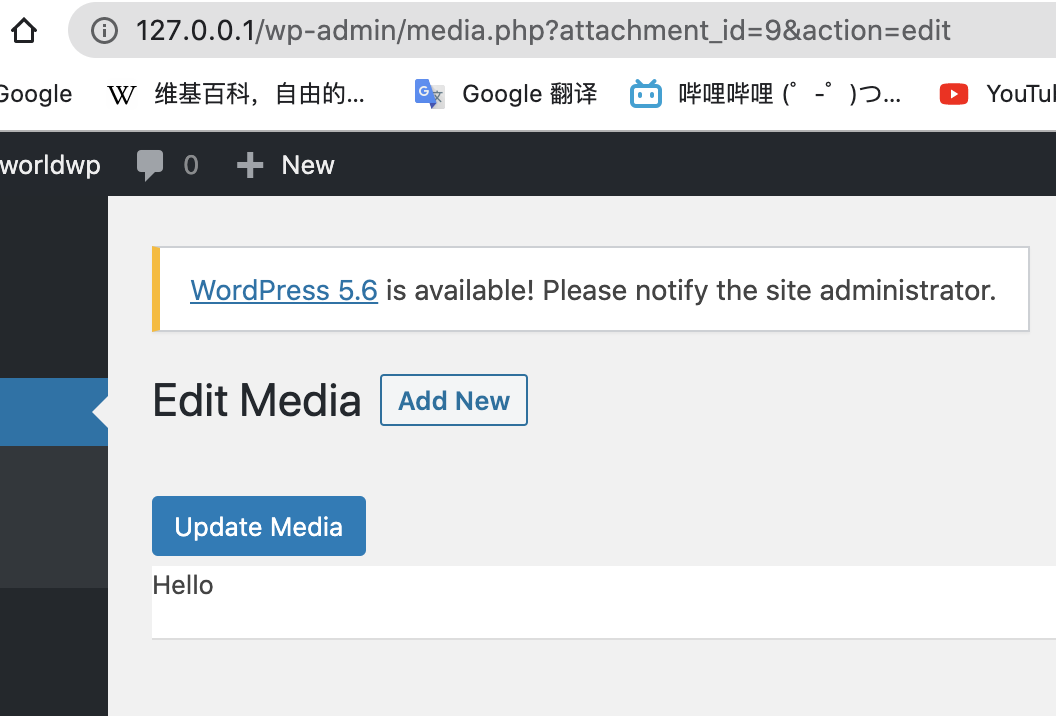 127.0.0.1/wp-admin/media.php?attachment_id=9&action=edit
Google 维基百科，自由的... Google 翻译 哔哩哔哩 (゜-゜)つ... YouTu
worldwp 0 New
WordPress 5.6 is available! Please notify the site administrator.
Edit Media Add New
Update Media
Hello